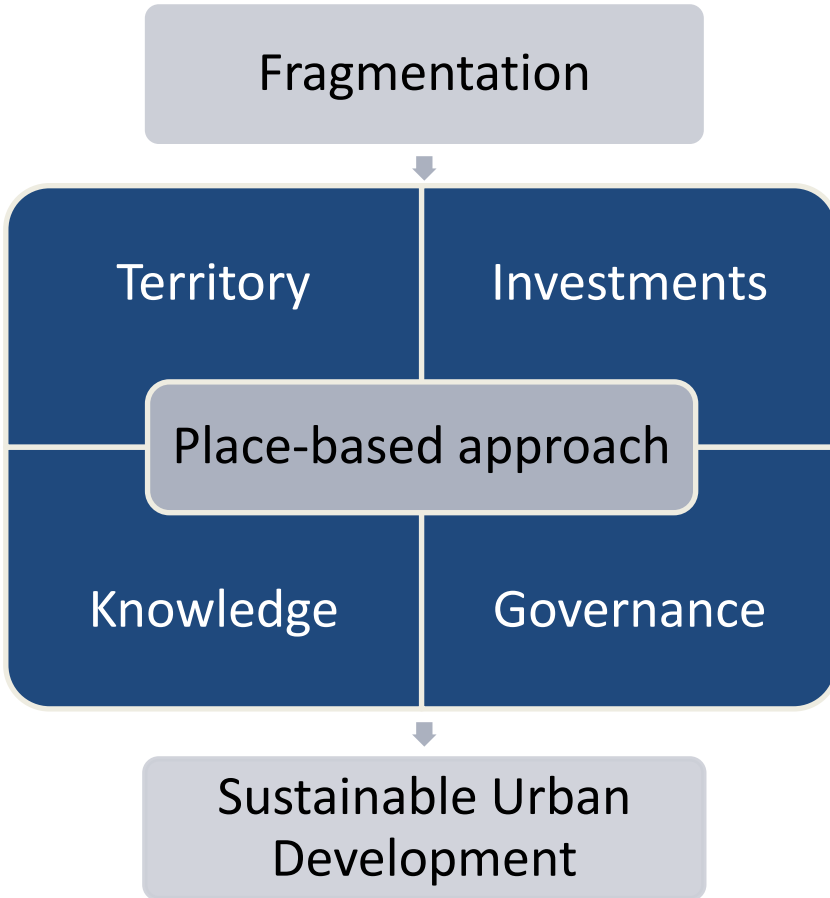 Fragmentation
Territory
Investments
Place-based approach
Knowledge
Governance
Sustainable Urban
Development